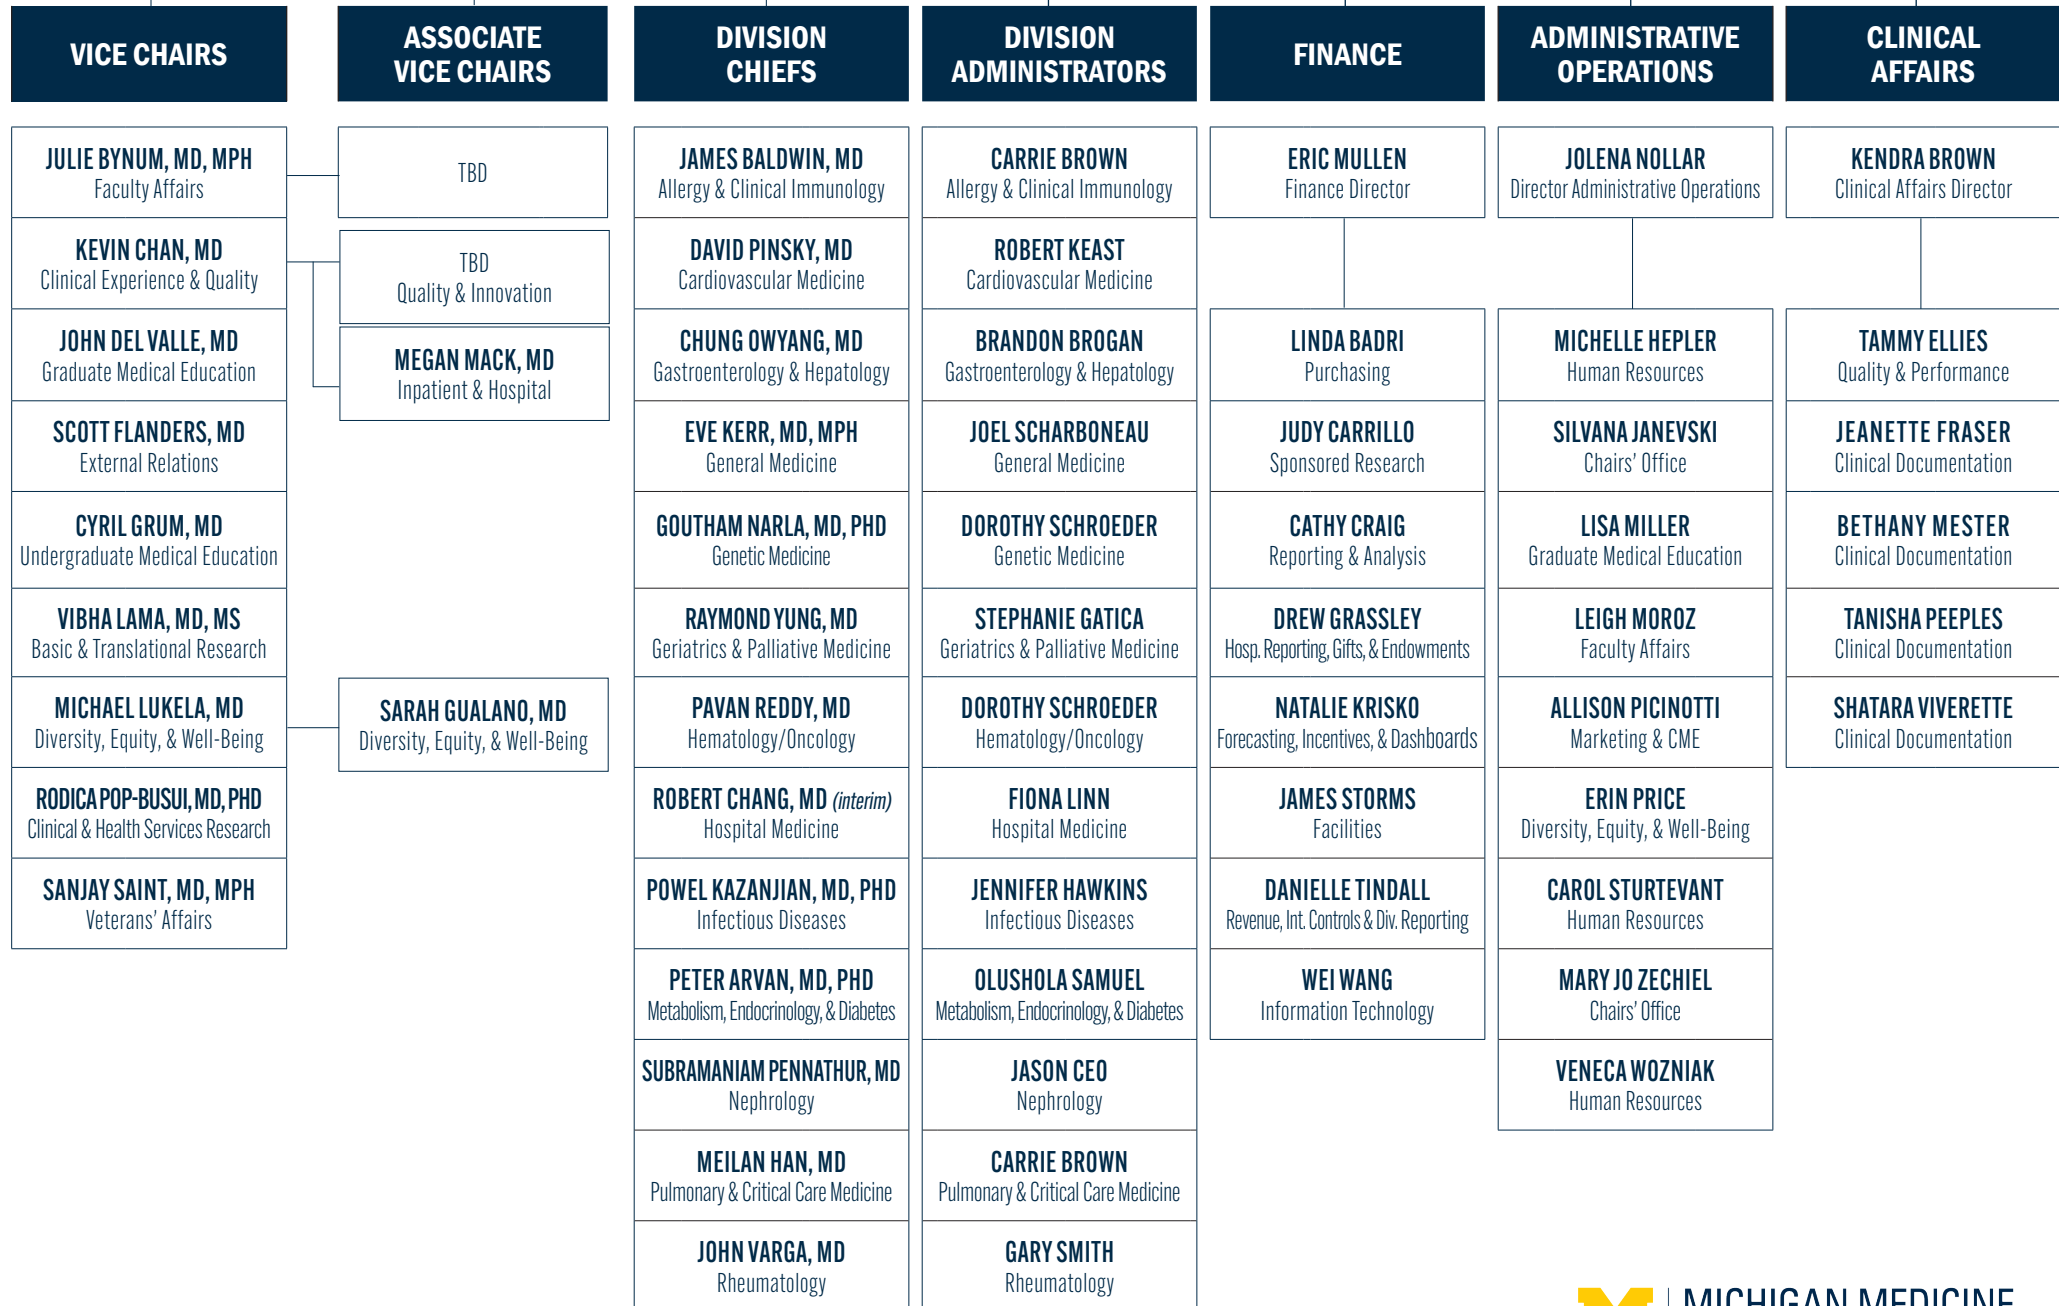 VICE CHAIRS
JULIE BYNUM, MD, MPH
Faculty Affairs
KEVIN CHAN, MD
Clinical Experience & Quality
JOHN DEL VALLE, MD
Graduate Medical Education
SCOTT FLANDERS, MD
External Relations
CYRIL GRUM, MD
Undergraduate Medical Education
VIBHA LAMA, MD, MS
Basic & Translational Research
MICHAEL LUKELA, MD
Diversity, Equity, & Well-Being
RODICA POP-BUSUI, MD, PHD
Clinical & Health Services Research
SANJAY SAINT, MD, MPH
Veterans' Affairs
ASSOCIATE
VICE CHAIRS
TBD
TBD
Quality & Innovation
MEGAN MACK, MD
Inpatient & Hospital
SARAH GUALANO, MD
Diversity, Equity, & Well-Being
DIVISION
CHIEFS
JAMES BALDWIN, MD
Allergy & Clinical Immunology
DAVID PINSKY, MD
Cardiovascular Medicine
CHUNG OWYANG, MD
Gastroenterology & Hepatology
EVE KERR, MD, MPH
General Medicine
GOUTHAM NARLA, MD, PHD
Genetic Medicine
RAYMOND YUNG, MD
Geriatrics & Palliative Medicine
PAVAN REDDY, MD
Hematology/Oncology
ROBERT CHANG, MD (interim)
Hospital Medicine
POWEL KAZANJIAN, MD, PHD
Infectious Diseases
PETER ARVAN, MD, PHD
Metabolism, Endocrinology, & Diabetes
SUBRAMANIAM PENNATHUR, MD
Nephrology
MEILAN HAN, MD
Pulmonary & Critical Care Medicine
JOHN VARGA, MD
Rheumatology
DIVISION
ADMINISTRATORS
CARRIE BROWN
Allergy & Clinical Immunology
ROBERT KEAST
Cardiovascular Medicine
BRANDON BROGAN
Gastroenterology & Hepatology
JOEL SCHARBONEAU
General Medicine
DOROTHY SCHROEDER
Genetic Medicine
STEPHANIE GATICA
Geriatrics & Palliative Medicine
DOROTHY SCHROEDER
Hematology/Oncology
FIONA LINN
Hospital Medicine
JENNIFER HAWKINS
Infectious Diseases
OLUSHOLA SAMUEL
Metabolism, Endocrinology, & Diabetes
JASON CEO
Nephrology
CARRIE BROWN
Pulmonary & Critical Care Medicine
GARY SMITH
Rheumatology
FINANCE
ERIC MULLEN
Finance Director
LINDA BADRI
Purchasing
JUDY CARRILLO
Sponsored Research
CATHY CRAIG
Reporting & Analysis
DREW GRASSLEY
Hosp. Reporting, Gifts, & Endowments
NATALIE KRISKO
Forecasting, Incentives, & Dashboards
JAMES STORMS
Facilities
DANIELLE TINDALL
Revenue, Int. Controls & Div. Reporting
WEI WANG
Information Technology
ADMINISTRATIVE
OPERATIONS
JOLENA NOLLAR
Director Administrative Operations
MICHELLE HEPLER
Human Resources
SILVANA JANEVSKI
Chairs' Office
LISA MILLER
Graduate Medical Education
LEIGH MOROZ
Faculty Affairs
ALLISON PICINOTTI
Marketing & CME
ERIN PRICE
Diversity, Equity, & Well-Being
CAROL STURTEVANT
Human Resources
MARY JO ZECHIEL
Chairs' Office
VENECA WOZNIAK
Human Resources
CLINICAL
AFFAIRS
KENDRA BROWN
Clinical Affairs Director
TAMMY ELLIES
Quality & Performance
JEANETTE FRASER
Clinical Documentation
BETHANY MESTER
Clinical Documentation
TANISHA PEEPLES
Clinical Documentation
SHATARA VIVERETTE
Clinical Documentation
MICHIGAN MEDICINE